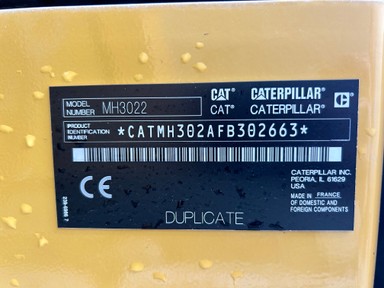 MODEL NUMBER MH3022
CAT CATERPILLAR C
CAT® CATERPILLAR®
PRODUCT IDENTIFICATION NUMBER *CATMH302AFB302663*
CE
CATERPILLAR INC.
PEORIA, IL 61629
USA
MADE IN FRANCE
OF DOMESTIC AND
FOREIGN COMPONENTS
DUPLICATE